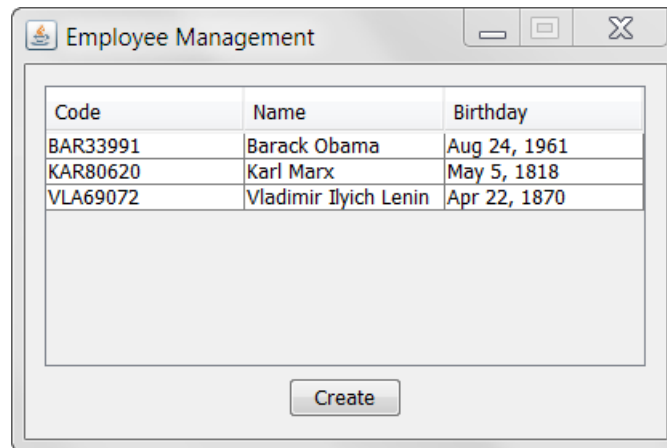 Employee Management
Code Name Birthday
BAR33991 Barack Obama Aug 24, 1961
KAR80620 Karl Marx May 5, 1818
VLA69072 Vladimir Ilyich Lenin Apr 22, 1870
Create